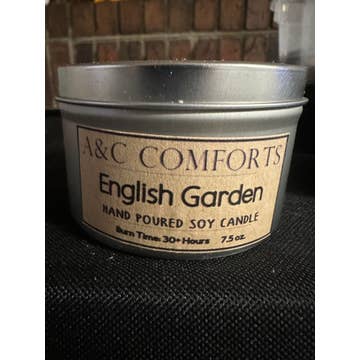 A&C COMFORTS
English Garden
HAND POURED SOY CANDLE
Burn Time: 30+ Hours 7.5 oz.